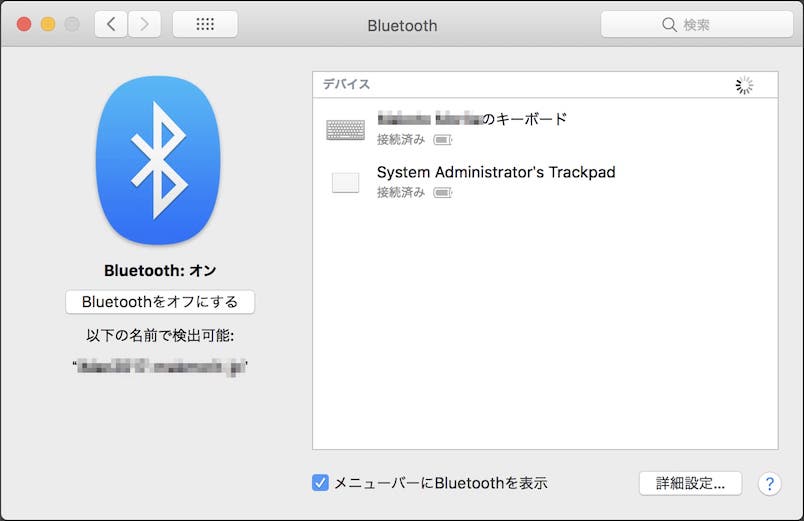 Bluetooth
検索
Bluetooth: オン
Bluetoothをオフにする
以下の名前で検出可能:
デバイス
のキーボード
接続済み
System Administrator's Trackpad
接続済み
メニューバーにBluetoothを表示
詳細設定...
?